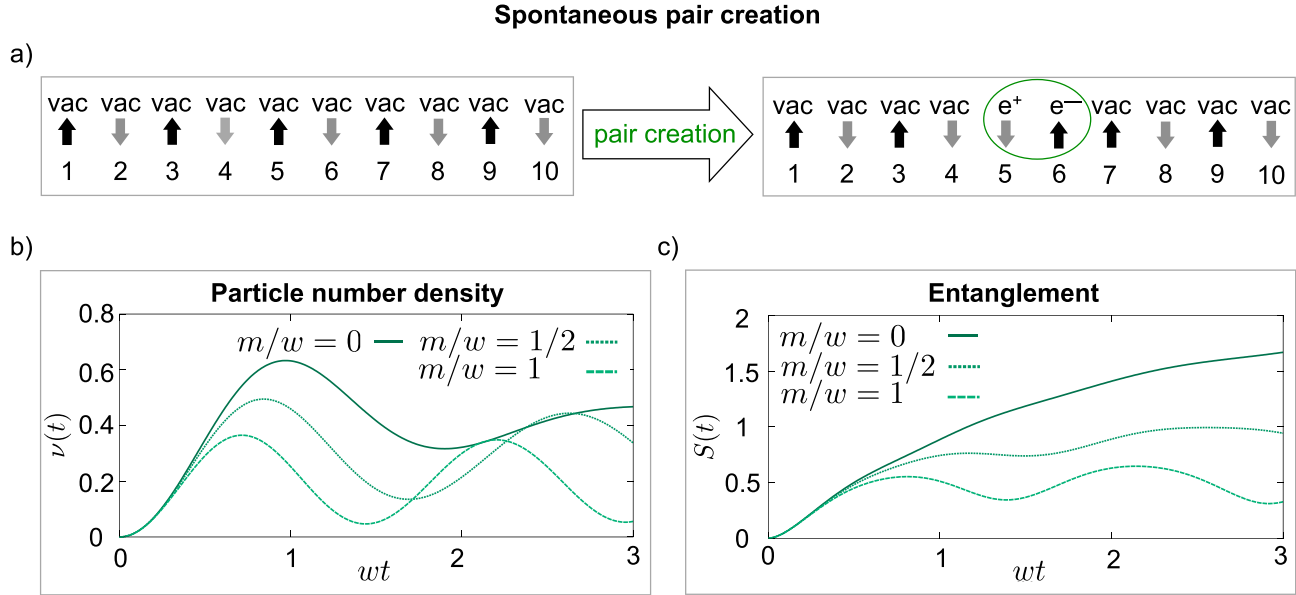 Spontaneous pair creation
a)
vac vac vac vac vac vac vac vac vac vac
1 2 3 4 5 6 7 8 9 10
pair creation
vac vac vac vac e⁺ e⁻ vac vac vac vac
1 2 3 4 5 6 7 8 9 10
b)
Particle number density
m/w = 0
m/w = 1/2
m/w = 1
0.8
0.6
0.4
0.2
0
ν(t)
0 1 2 3
wt
c)
Entanglement
m/w = 0
m/w = 1/2
m/w = 1
2
1.5
1
0.5
0
S(t)
0 1 2 3
wt